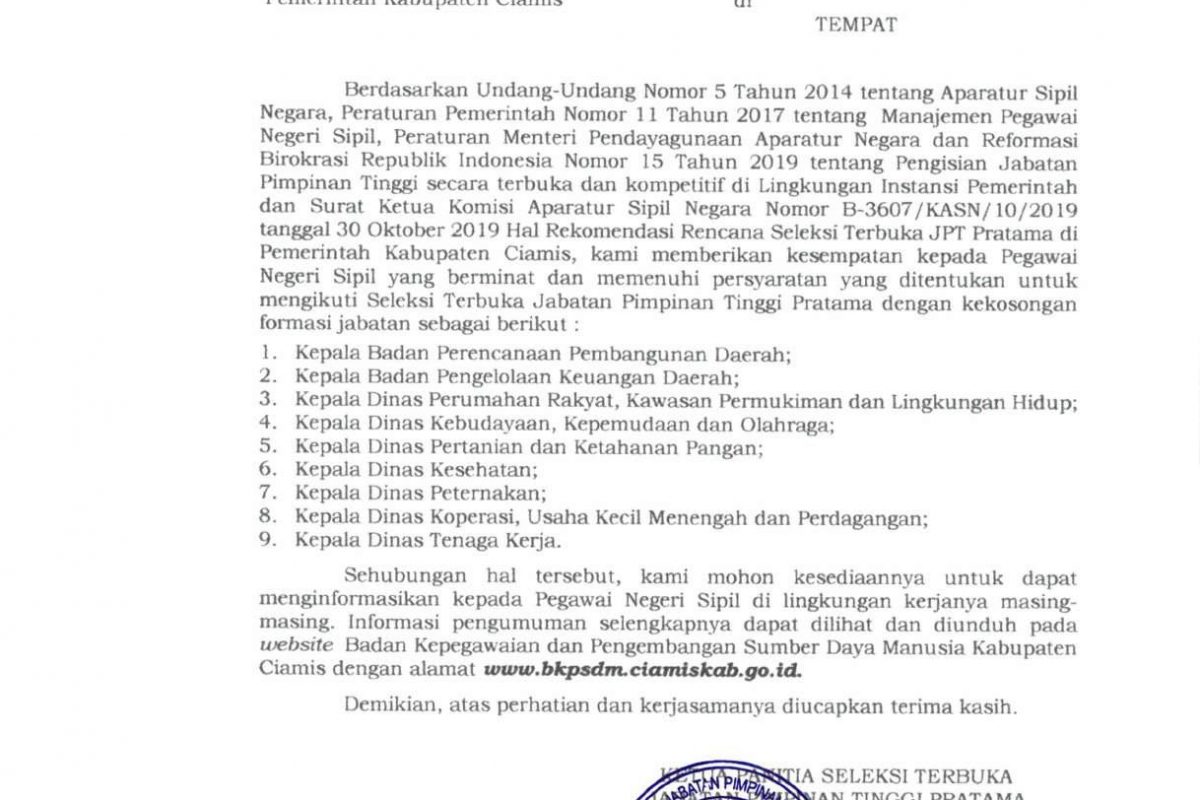 Pemerintah Kabupaten Ciamis di
TEMPAT
Berdasarkan Undang-Undang Nomor 5 Tahun 2014 tentang Aparatur Sipil
Negara, Peraturan Pemerintah Nomor 11 Tahun 2017 tentang Manajemen Pegawai
Negeri Sipil, Peraturan Menteri Pendayagunaan Aparatur Negara dan Reformasi
Birokrasi Republik Indonesia Nomor 15 Tahun 2019 tentang Pengisian Jabatan
Pimpinan Tinggi secara terbuka dan kompetitif di Lingkungan Instansi Pemerintah
dan Surat Ketua Komisi Aparatur Sipil Negara Nomor B-3607/KASN/10/2019
tanggal 30 Oktober 2019 Hal Rekomendasi Rencana Seleksi Terbuka JPT Pratama di
Pemerintah Kabupaten Ciamis, kami memberikan kesempatan kepada Pegawai
Negeri Sipil yang berminat dan memenuhi persyaratan yang ditentukan untuk
mengikuti Seleksi Terbuka Jabatan Pimpinan Tinggi Pratama dengan kekosongan
formasi jabatan sebagai berikut :
1. Kepala Badan Perencanaan Pembangunan Daerah;
2. Kepala Badan Pengelolaan Keuangan Daerah;
3. Kepala Dinas Perumahan Rakyat, Kawasan Permukiman dan Lingkungan Hidup;
4. Kepala Dinas Kebudayaan, Kepemudaan dan Olahraga;
5. Kepala Dinas Pertanian dan Ketahanan Pangan;
6. Kepala Dinas Kesehatan;
7. Kepala Dinas Peternakan;
8. Kepala Dinas Koperasi, Usaha Kecil Menengah dan Perdagangan;
9. Kepala Dinas Tenaga Kerja.
Sehubungan hal tersebut, kami mohon kesediaannya untuk dapat
menginformasikan kepada Pegawai Negeri Sipil di lingkungan kerjanya masing-
masing. Informasi pengumuman selengkapnya dapat dilihat dan diunduh pada
website Badan Kepegawaian dan Pengembangan Sumber Daya Manusia Kabupaten
Ciamis dengan alamat www.bkpsdm.ciamiskab.go.id.
Demikian, atas perhatian dan kerjasamanya diucapkan terima kasih.
KETUA PANITIA SELEKSI TERBUKA
JABATAN PIMPINAN TINGGI PRATAMA
JABATAN PIMPINAN